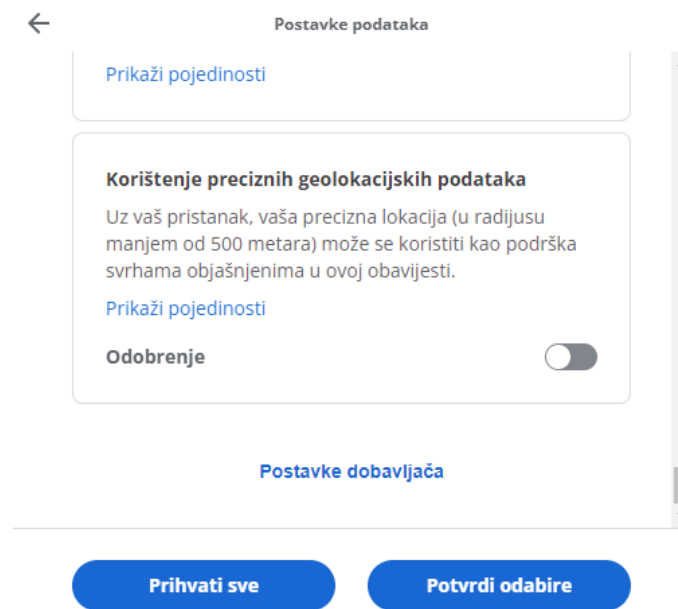 Postavke podataka
Prikaži pojedinosti
Korištenje preciznih geolokacijskih podataka
Uz vaš pristanak, vaša precizna lokacija (u radijusu
manjem od 500 metara) može se koristiti kao podrška
svrhama objašnjenima u ovoj obavijesti.
Prikaži pojedinosti
Odobrenje
Postavke dobavljača
Prihvati sve
Potvrdi odabire